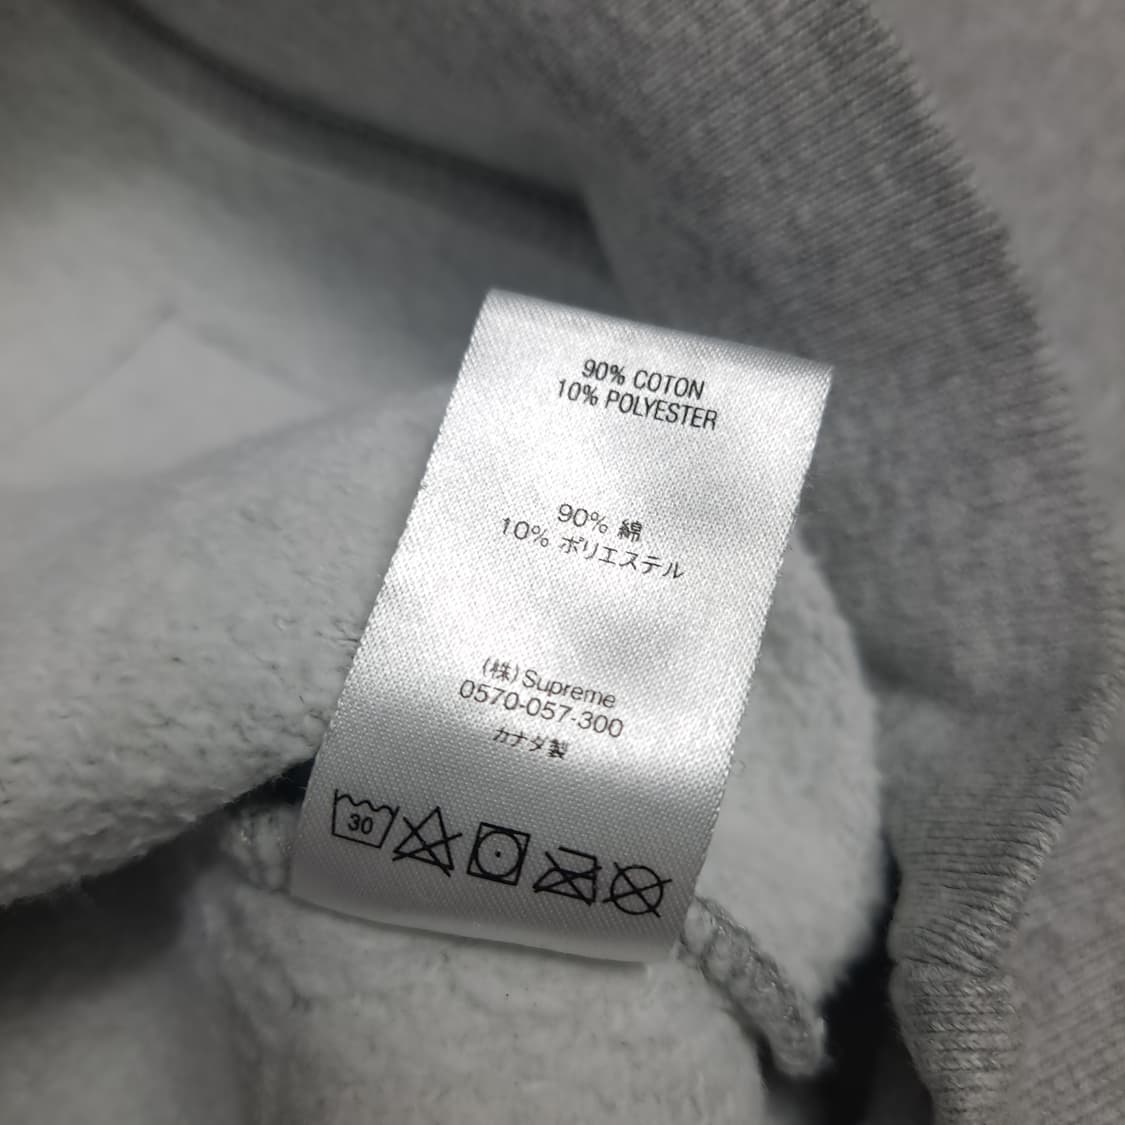 90% COTON
10% POLYESTER
90% 綿
10% ポリエステル
(株) Supreme
0570-057-300
カナダ製
30